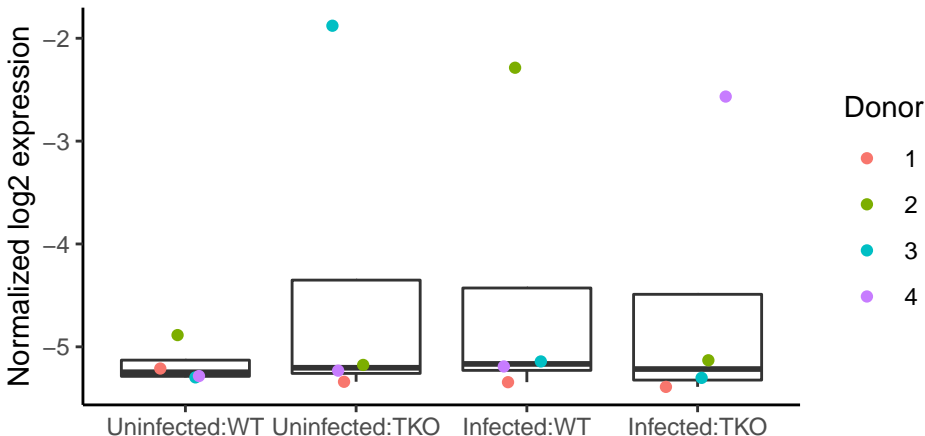 Normalized log2 expression
−2
−3
−4
−5
Uninfected:WT Uninfected:TKO Infected:WT Infected:TKO
Donor
1
2
3
4